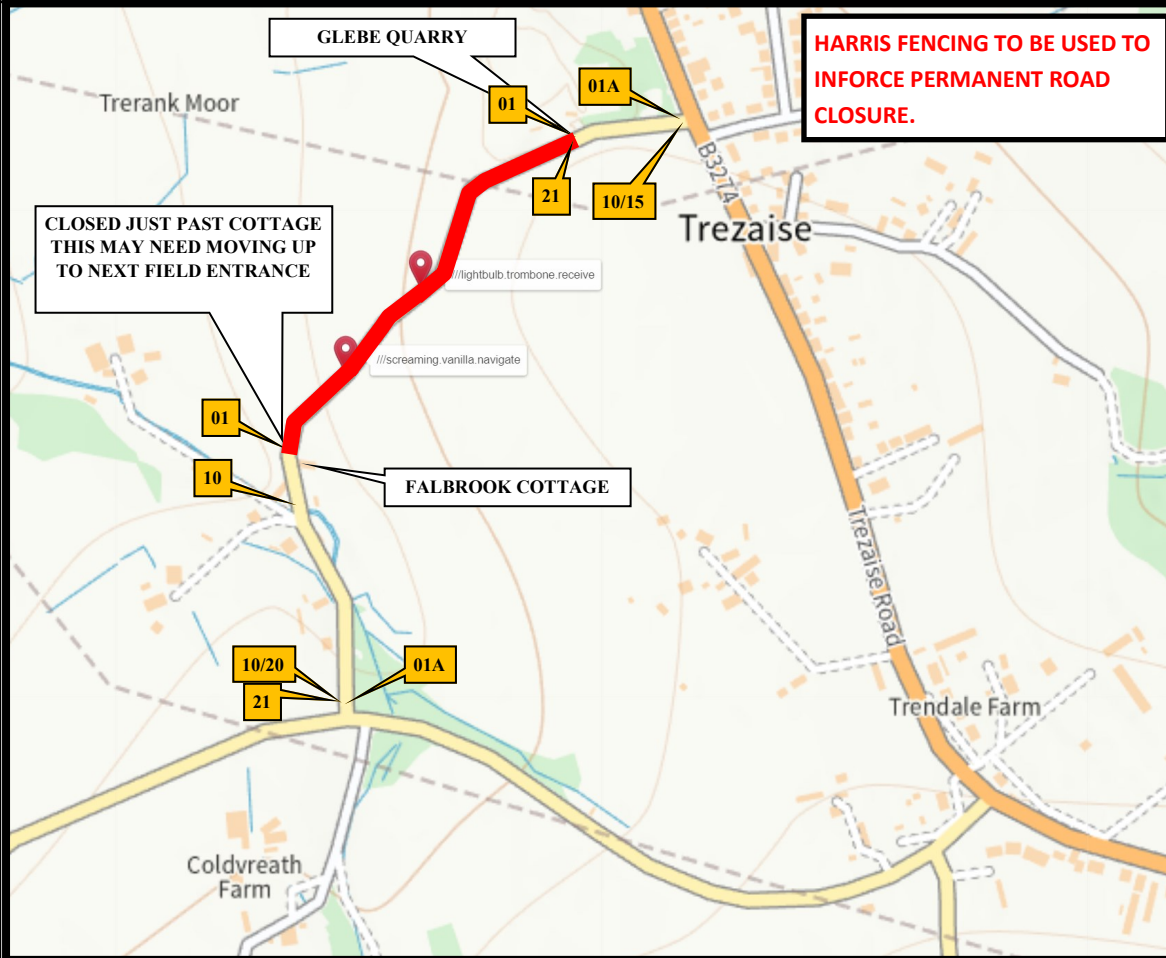 GLEBE QUARRY
HARRIS FENCING TO BE USED TO
INFORCE PERMANENT ROAD
CLOSURE.
01A
01
Trerank Moor
21
10/15
B3274
Trezaise
CLOSED JUST PAST COTTAGE
THIS MAY NEED MOVING UP
TO NEXT FIELD ENTRANCE
///lightbulb.trombone.receive
///screaming.vanilla.navigate
01
10
FALBROOK COTTAGE
Trezaise Road
10/20
01A
21
Trendale Farm
Coldvreath
Farm